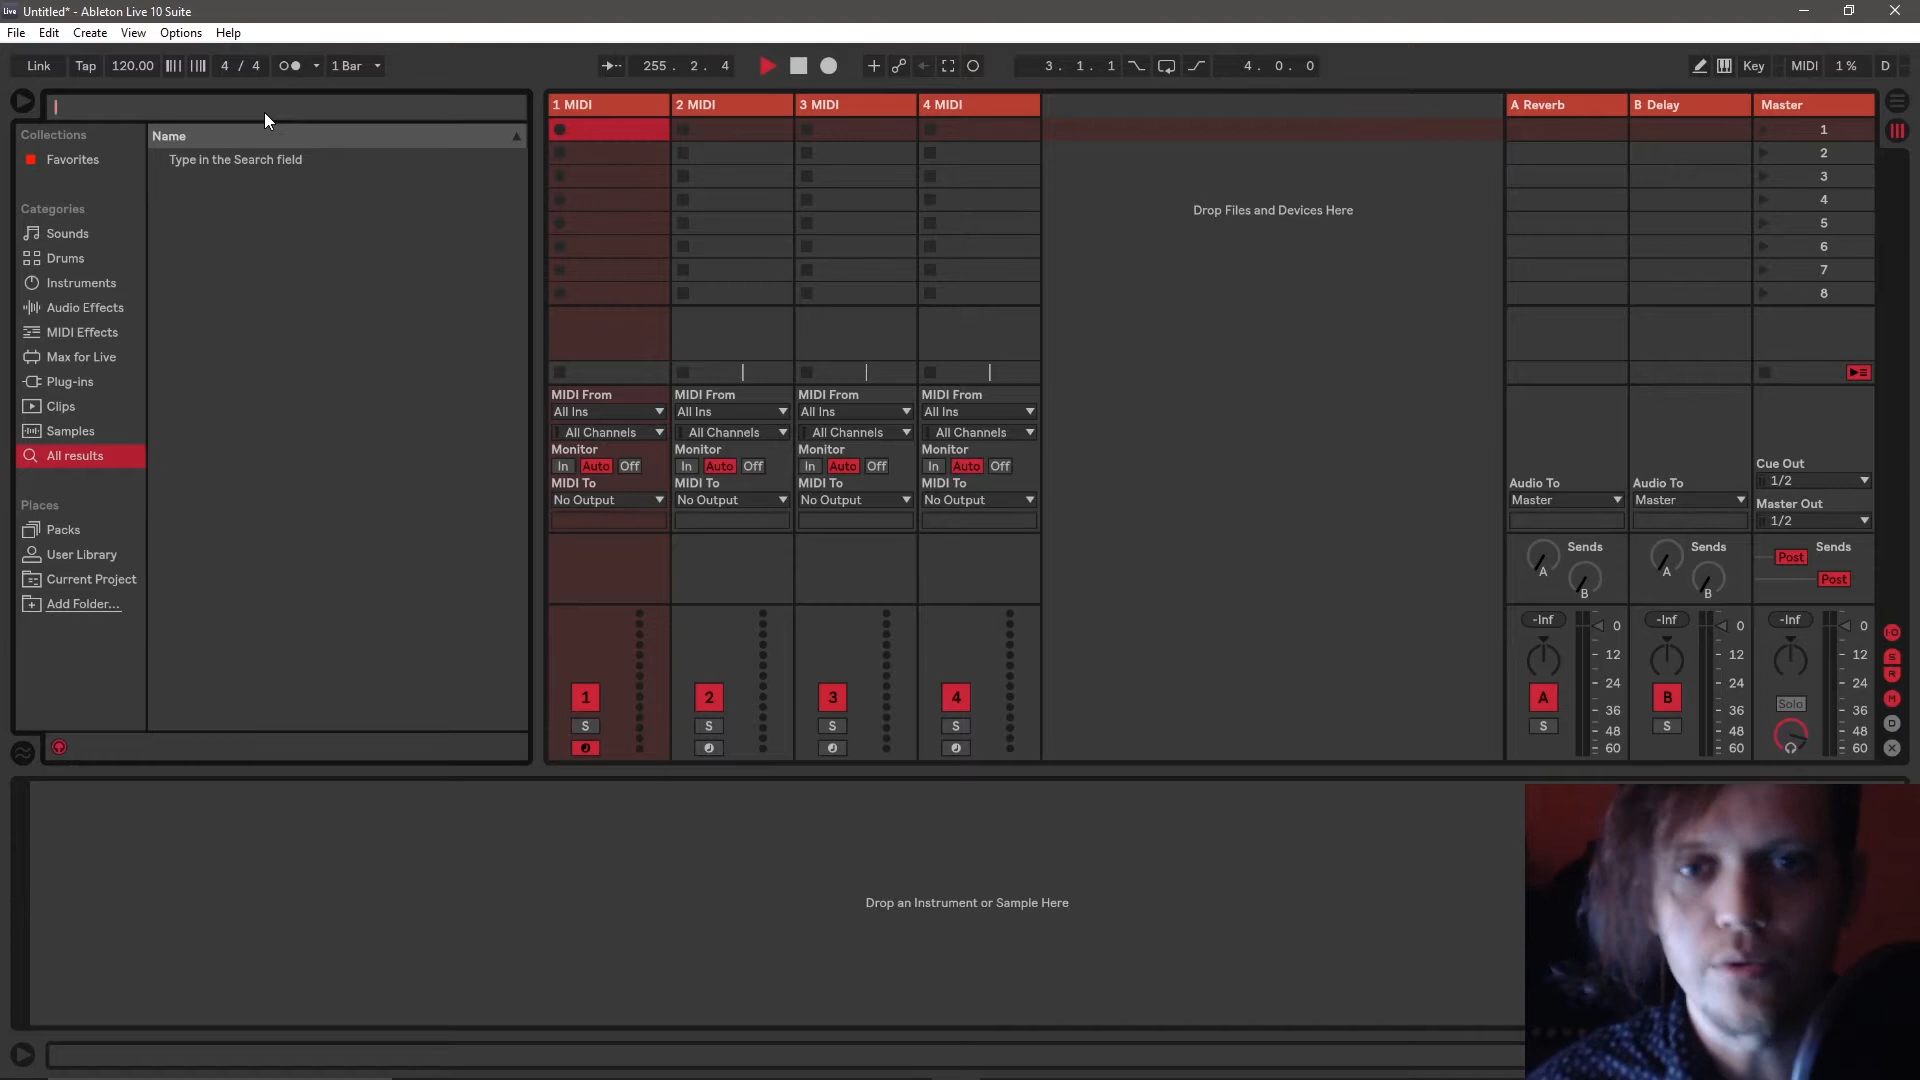 Live Untitled* - Ableton Live 10 Suite
File Edit Create View Options Help
Link Tap 120.00 4 / 4 1 Bar 255. 2. 4 3. 1. 1 4. 0. 0 Key MIDI 1 % D
Collections
Favorites
Categories
Sounds
Drums
Instruments
Audio Effects
MIDI Effects
Max for Live
Plug-ins
Clips
Samples
All results
Places
Packs
User Library
Current Project
Add Folder...
Name
Type in the Search field
1 MIDI 2 MIDI 3 MIDI 4 MIDI
Drop Files and Devices Here
A Reverb B Delay Master
1
2
3
4
5
6
7
8
MIDI From MIDI From MIDI From MIDI From
All Ins All Ins All Ins All Ins
All Channels All Channels All Channels All Channels
Monitor Monitor Monitor Monitor
In Auto Off In Auto Off In Auto Off In Auto Off
MIDI To MIDI To MIDI To MIDI To
No Output No Output No Output No Output
Audio To Audio To
Master Master
Cue Out
1/2
Master Out
1/2
Sends Sends Sends
A A Post
B B Post
-Inf -Inf -Inf
0 0 0
12 12 12
24 24 24
36 36 36
48 48 48
60 60 60
1 2 3 4 A B Solo
S S S S S S
I·O
S
R
M
D
X
Drop an Instrument or Sample Here